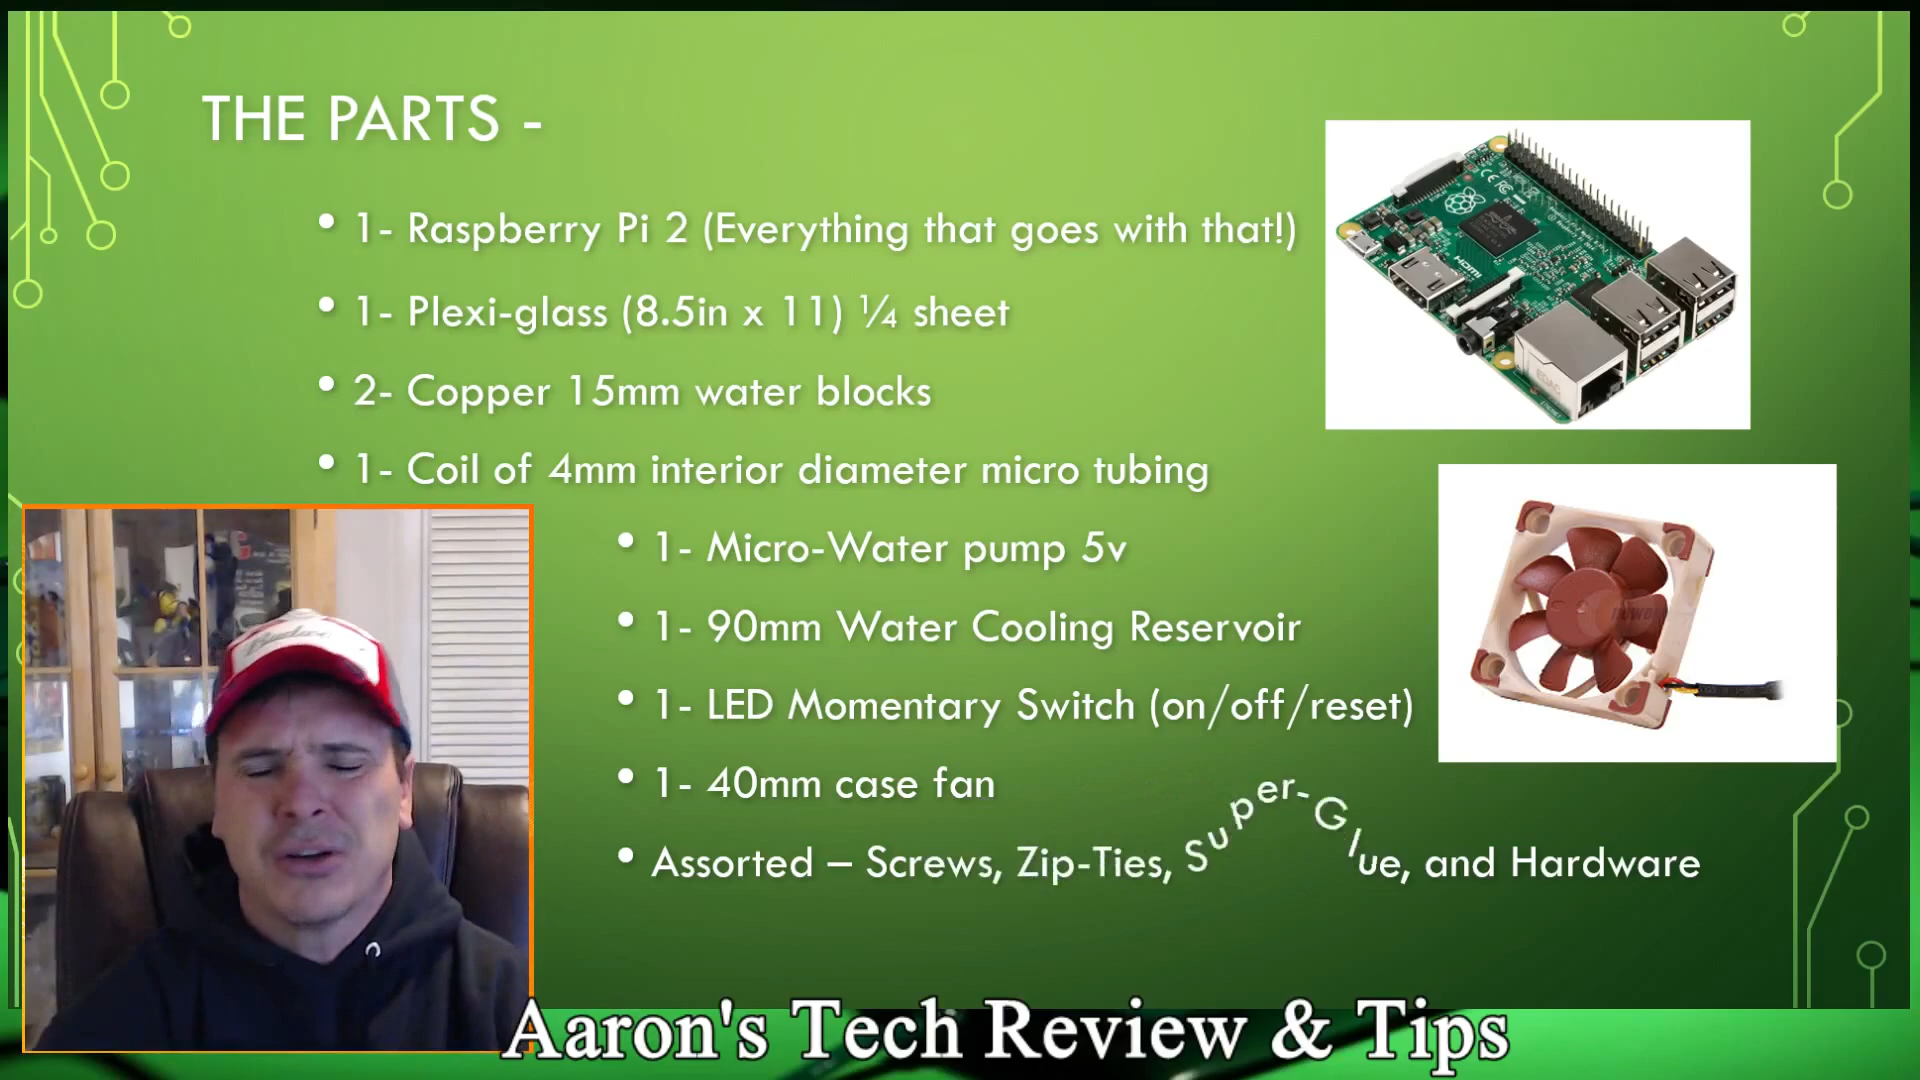 THE PARTS -
• 1- Raspberry Pi 2 (Everything that goes with that!)
• 1- Plexi-glass (8.5in x 11) ¼ sheet
• 2- Copper 15mm water blocks
• 1- Coil of 4mm interior diameter micro tubing
• 1- Micro-Water pump 5v
• 1- 90mm Water Cooling Reservoir
• 1- LED Momentary Switch (on/off/reset)
• 1- 40mm case fan
• Assorted – Screws, Zip-Ties, Super-Glue, and Hardware
HDMI
Aaron's Tech Review & Tips